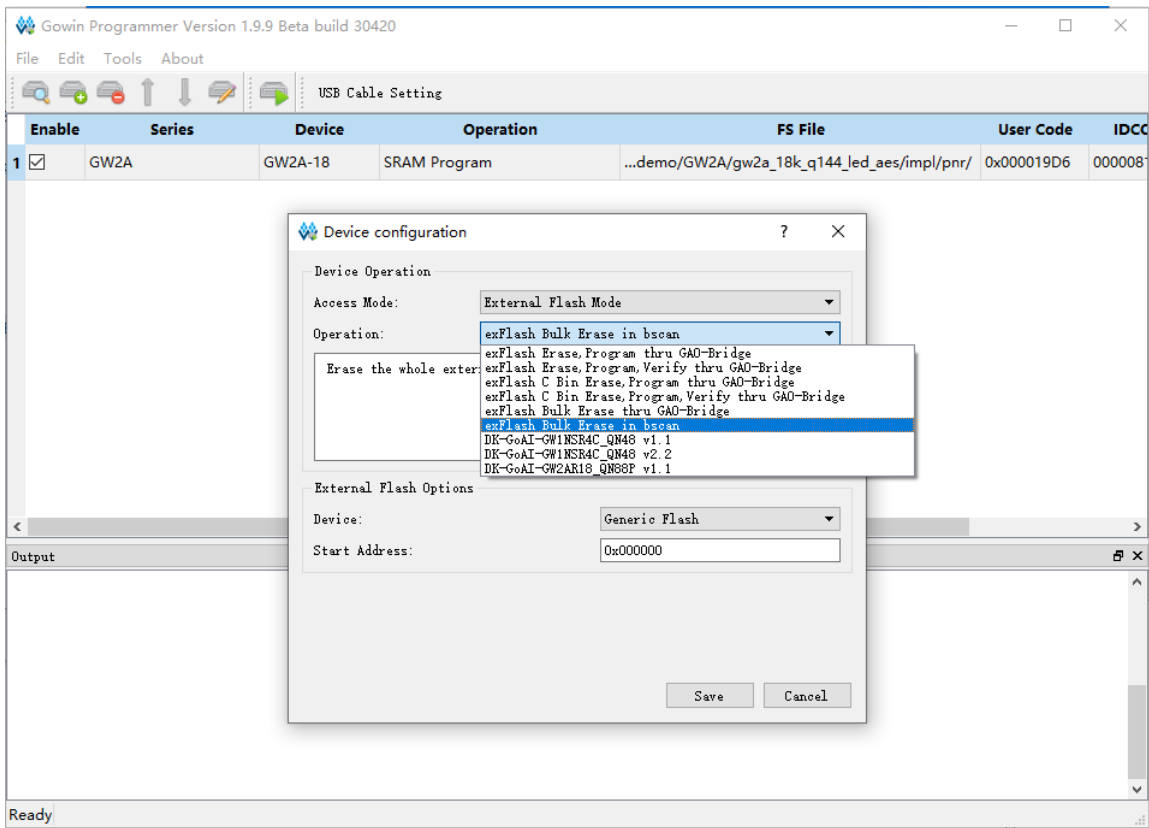 Gowin Programmer Version 1.9.9 Beta build 30420
File Edit Tools About
USB Cable Setting
Enable Series Device Operation FS File User Code IDCC
1 GW2A GW2A-18 SRAM Program ...demo/GW2A/gw2a_18k_q144_led_aes/impl/pnr/ 0x000019D6 0000081
Device configuration
Device Operation
Access Mode: External Flash Mode
Operation: exFlash Bulk Erase in bscan
exFlash Erase,Program thru GAO-Bridge
Erase the whole exter
exFlash Erase,Program,Verify thru GAO-Bridge
exFlash C Bin Erase,Program thru GAO-Bridge
exFlash C Bin Erase,Program,Verify thru GAO-Bridge
exFlash Bulk Erase thru GAO-Bridge
exFlash Bulk Erase in bscan
DK-GoAI-GW1NSR4C_QN48 v1.1
DK-GoAI-GW1NSR4C_QN48 v2.2
DK-GoAI-GW2AR18_QN88P v1.1
External Flash Options
Device: Generic Flash
Start Address: 0x000000
Output
Save Cancel
Ready